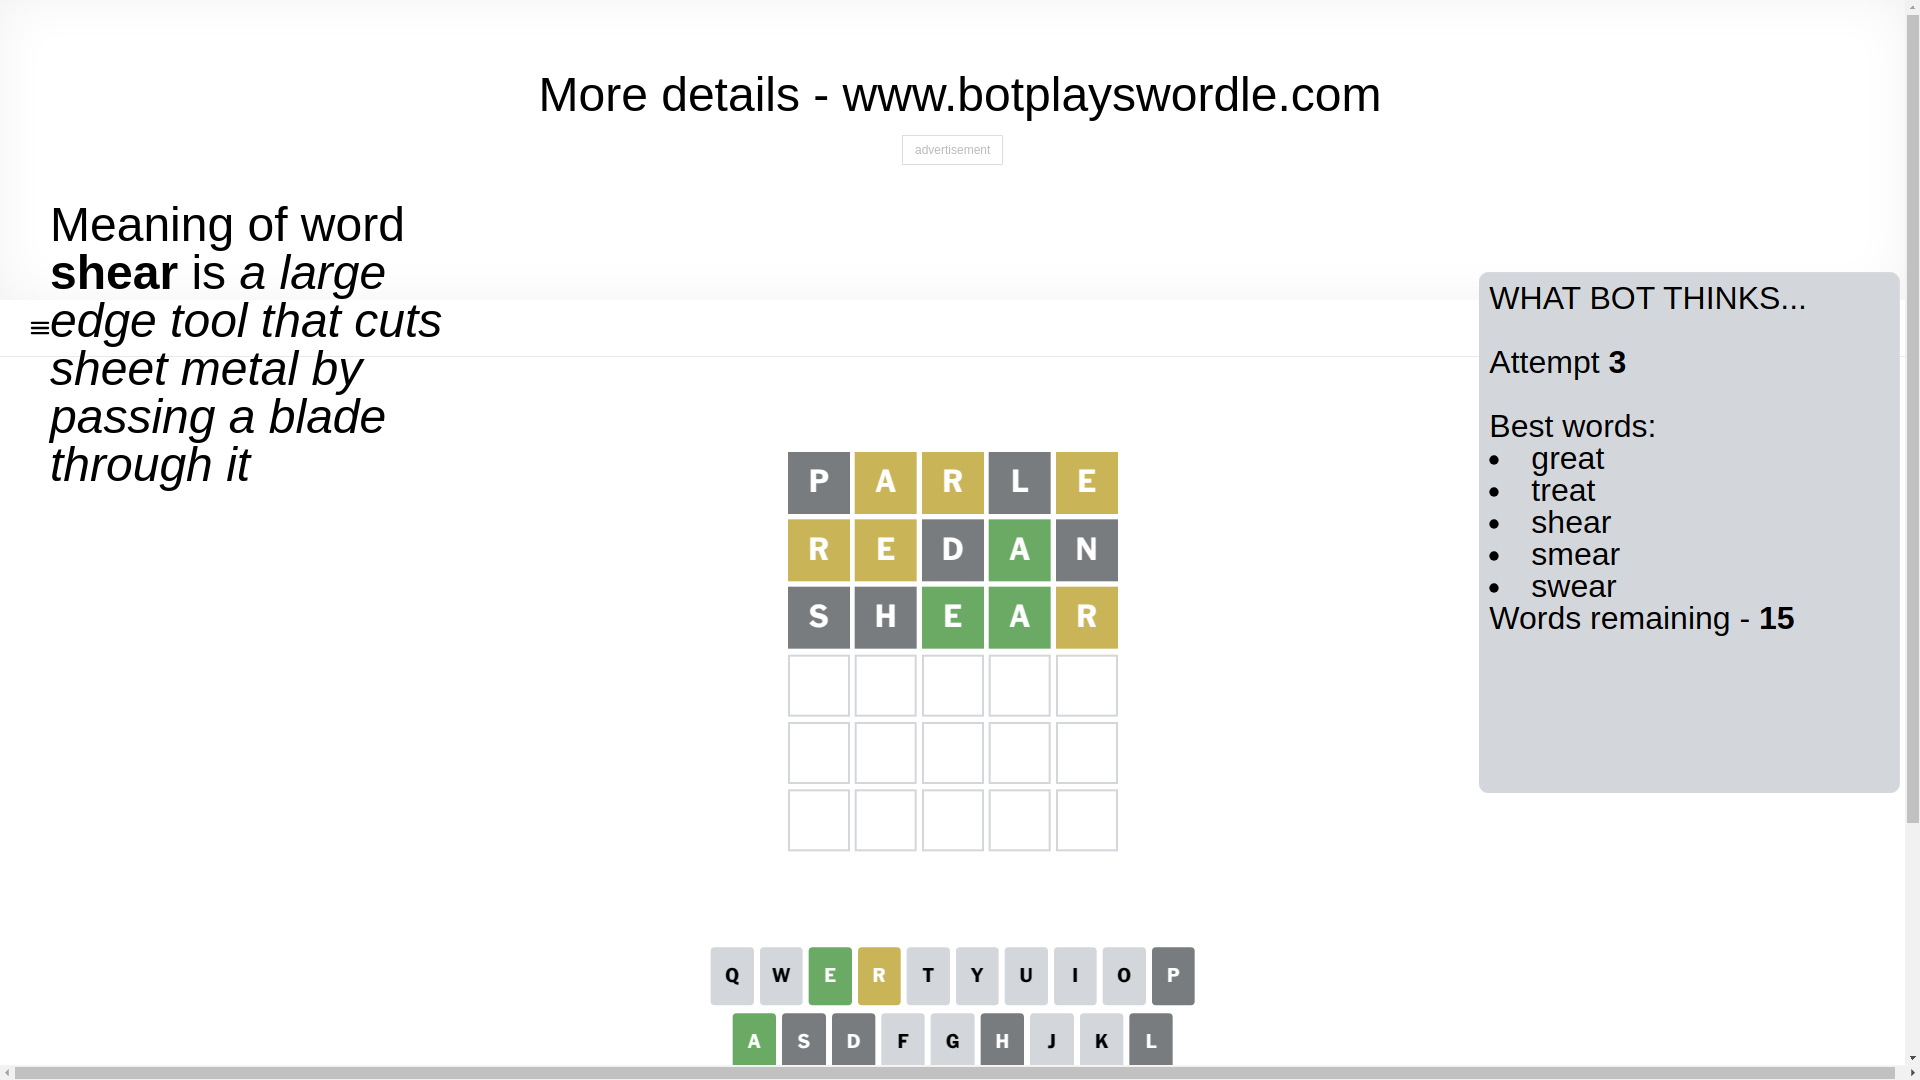 More details - www.botplayswordle.com
advertisement
Meaning of word
shear is a large
edge tool that cuts
sheet metal by
passing a blade
through it
WHAT BOT THINKS...
Attempt 3
Best words:
• great
• treat
• shear
• smear
• swear
Words remaining - 15
P A R L E
R E D A N
S H E A R
Q W E R T Y U I O P
A S D F G H J K L